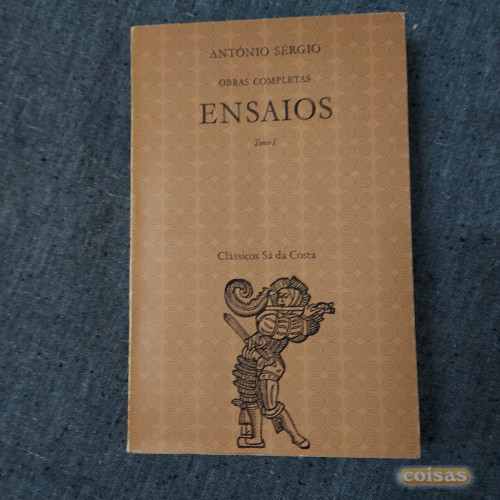 ANTÓNIO SÉRGIO
OBRAS COMPLETAS
ENSAIOS
Tomo I
Clássicos Sá da Costa
coisas